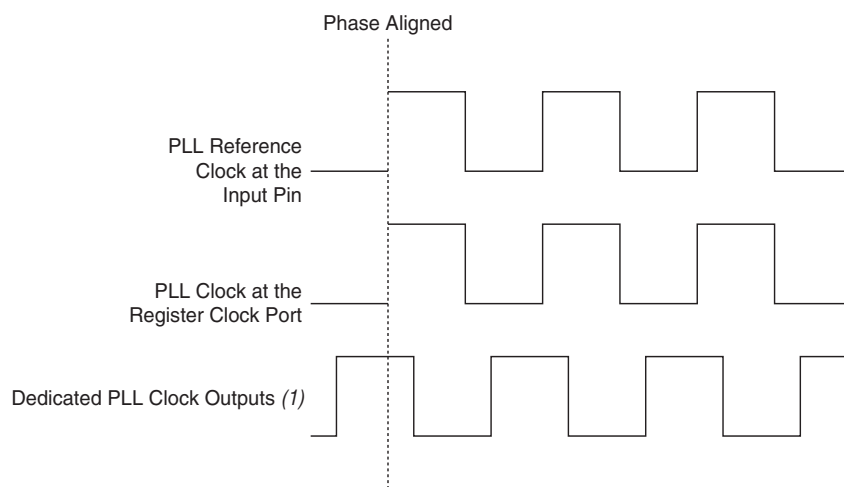 Phase Aligned
PLL Reference
Clock at the
Input Pin
PLL Clock at the
Register Clock Port
Dedicated PLL Clock Outputs (1)